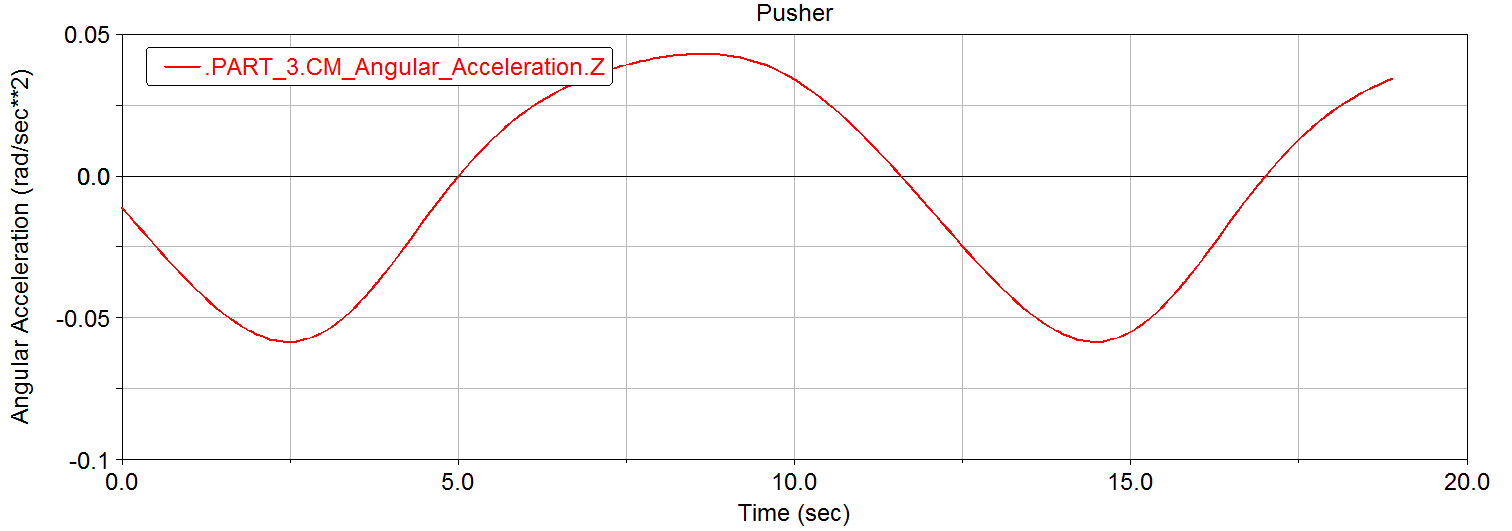 Pusher
0.05
.PART_3.CM_Angular_Acceleration.Z
0.0
-0.05
-0.1
Angular Acceleration (rad/sec**2)
0.0 5.0 10.0 15.0 20.0
Time (sec)